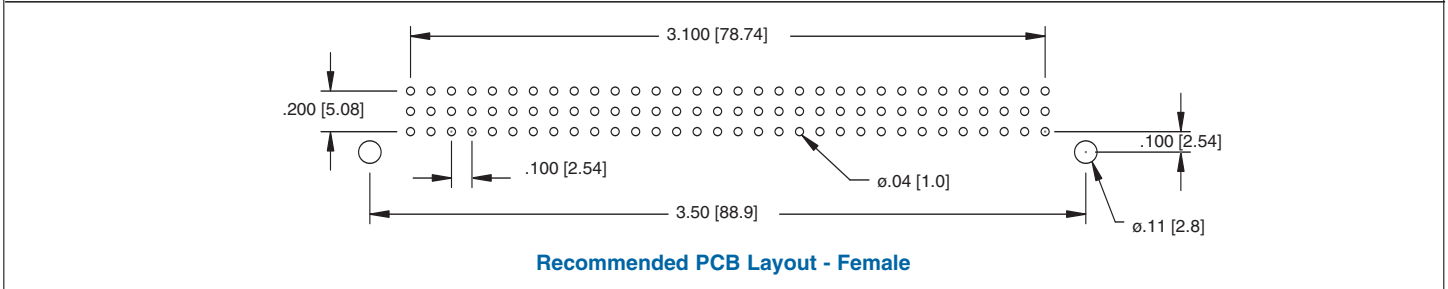 3.100 [78.74]
.200 [5.08]
.100 [2.54]
.100 [2.54]
ø.04 [1.0]
3.50 [88.9]
ø.11 [2.8]
Recommended PCB Layout - Female